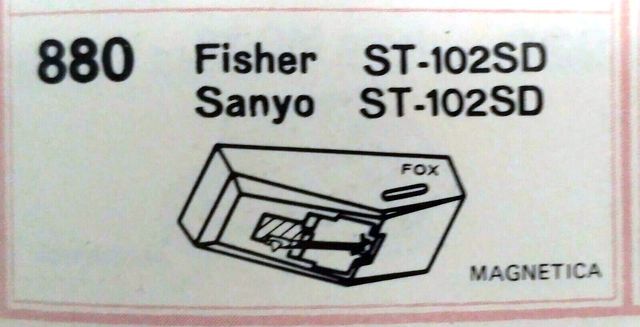 880 Fisher ST-102SD
Sanyo ST-102SD
FOX
MAGNETICA